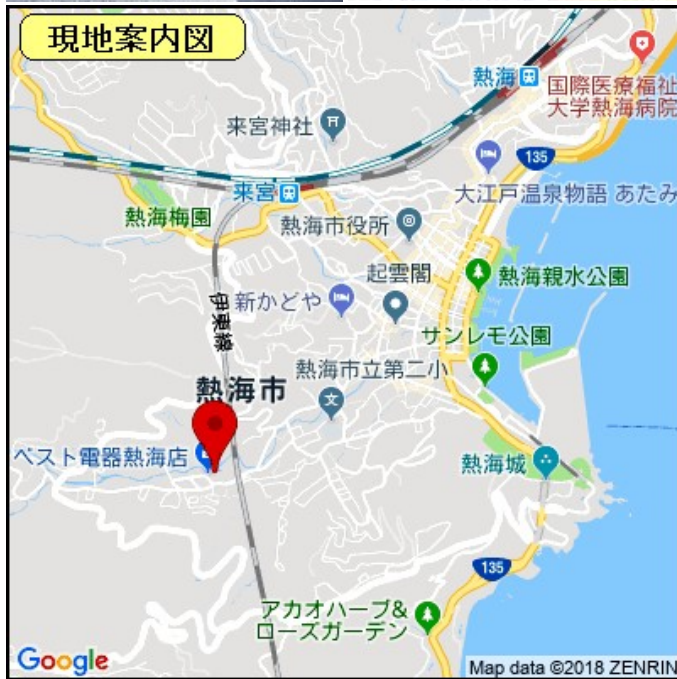 現地案内図
熱海
国際医療福祉
大学熱海病院
来宮神社
135
来宮
大江戸温泉物語 あたみ
熱海梅園
熱海市役所
起雲閣
熱海親水公園
新かどや
伊東線
サンレモ公園
熱海市立第二小
熱海市
ベスト電器熱海店
熱海城
135
アカオハーブ&
ローズガーデン
Google
Map data ©2018 ZENRIN